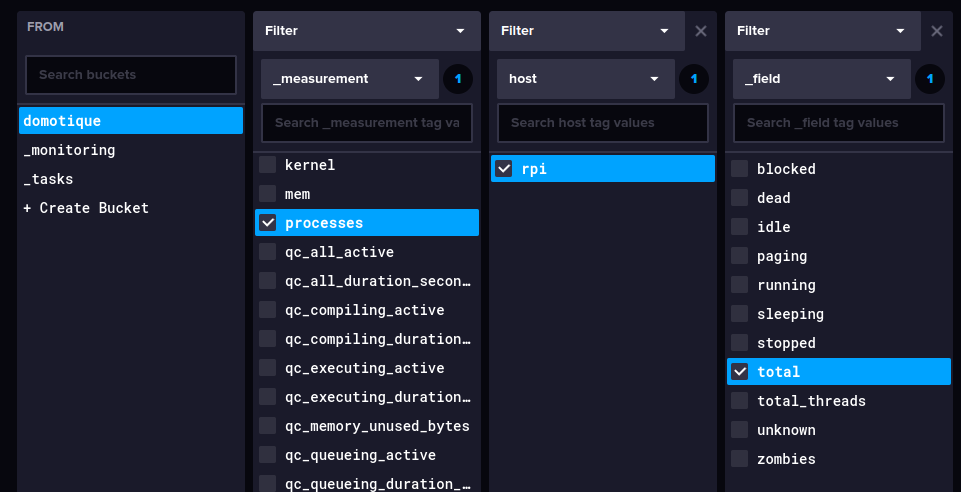 FROM
Search buckets
domotique
_monitoring
_tasks
+ Create Bucket
Filter
_measurement
1
Search _measurement tag va
kernel
mem
processes
qc_all_active
qc_all_duration_secon…
qc_compiling_active
qc_compiling_duration…
qc_executing_active
qc_executing_duration…
qc_memory_unused_bytes
qc_queueing_active
qc_queueing_duration_…
Filter
host
1
Search host tag values
rpi
Filter
_field
1
Search _field tag values
blocked
dead
idle
paging
running
sleeping
stopped
total
total_threads
unknown
zombies